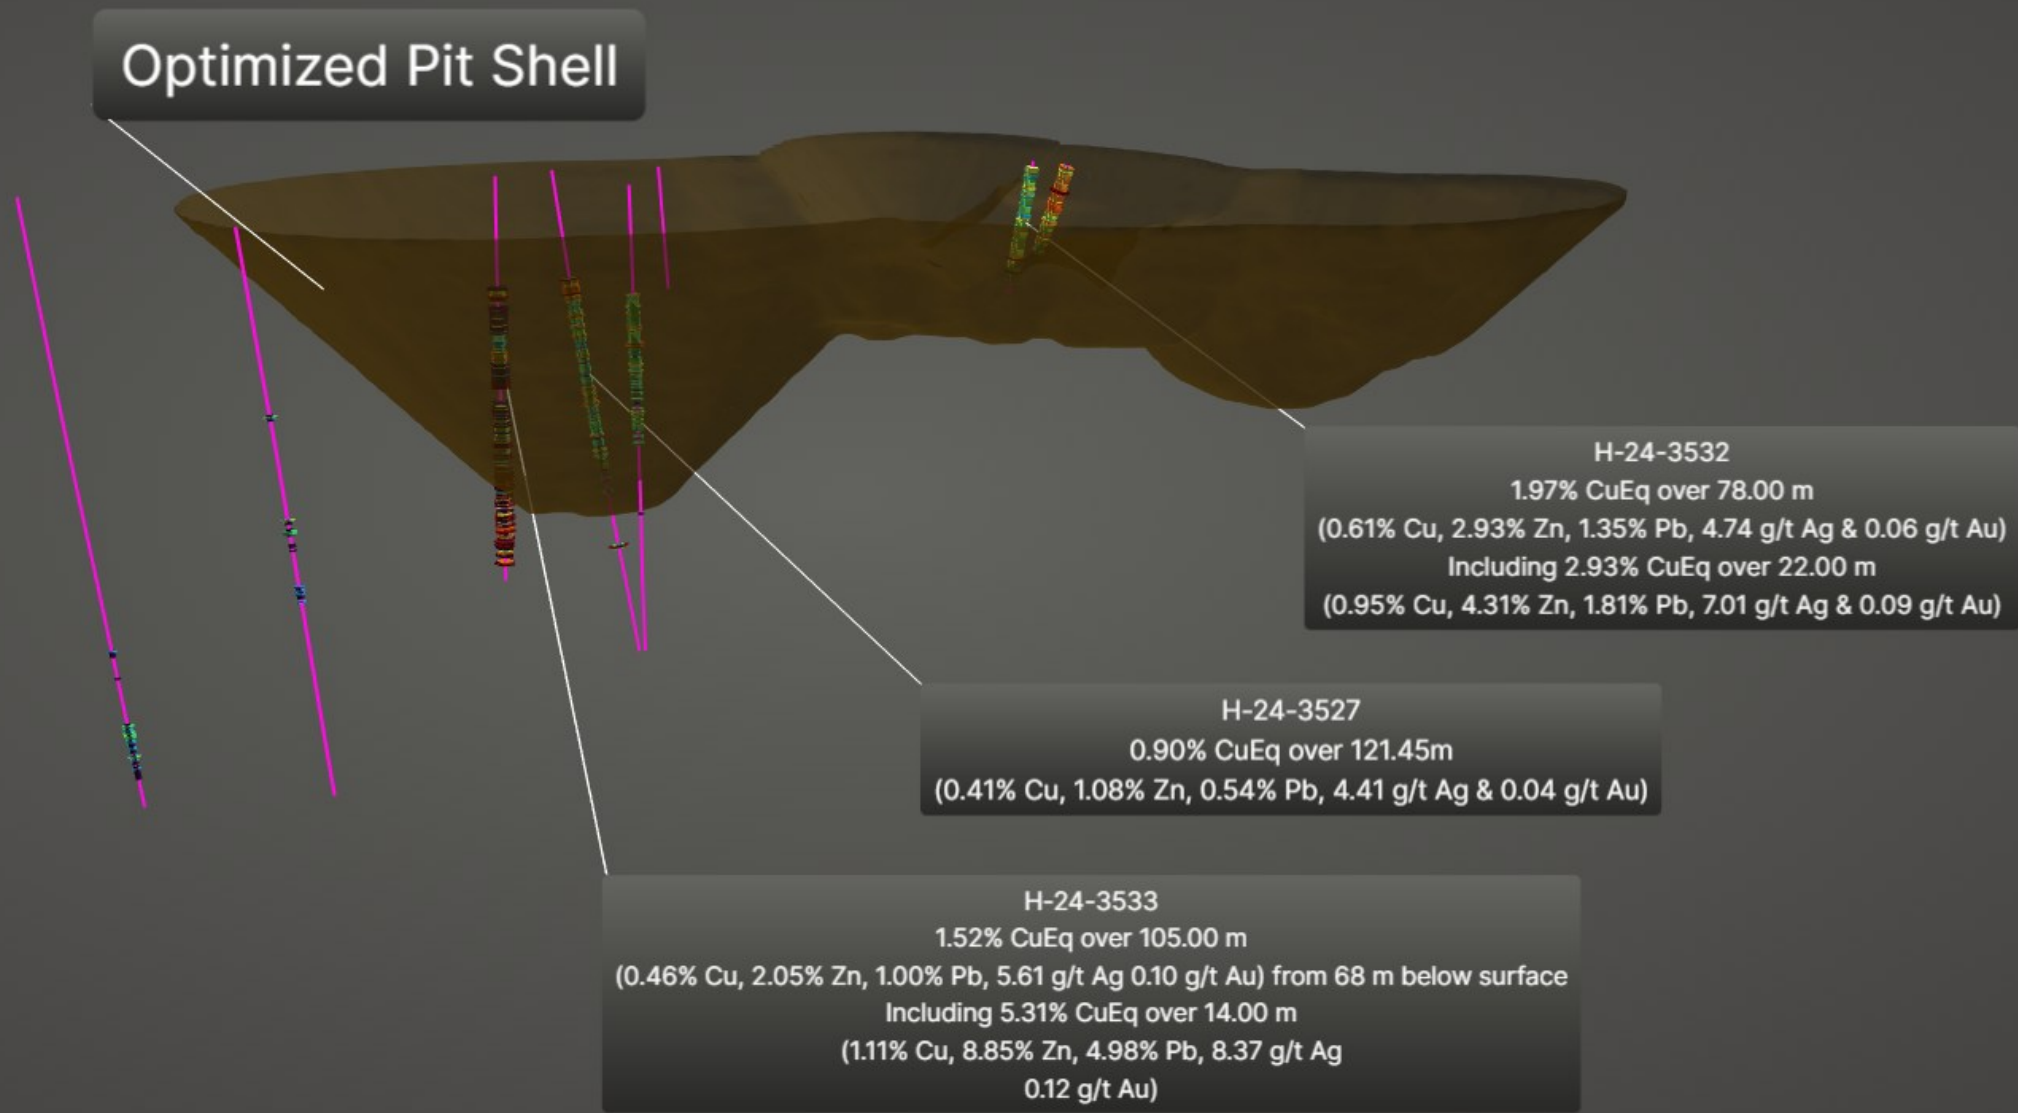 Optimized Pit Shell
H-24-3532
1.97% CuEq over 78.00 m
(0.61% Cu, 2.93% Zn, 1.35% Pb, 4.74 g/t Ag & 0.06 g/t Au)
Including 2.93% CuEq over 22.00 m
(0.95% Cu, 4.31% Zn, 1.81% Pb, 7.01 g/t Ag & 0.09 g/t Au)
H-24-3527
0.90% CuEq over 121.45m
(0.41% Cu, 1.08% Zn, 0.54% Pb, 4.41 g/t Ag & 0.04 g/t Au)
H-24-3533
1.52% CuEq over 105.00 m
(0.46% Cu, 2.05% Zn, 1.00% Pb, 5.61 g/t Ag 0.10 g/t Au) from 68 m below surface
Including 5.31% CuEq over 14.00 m
(1.11% Cu, 8.85% Zn, 4.98% Pb, 8.37 g/t Ag
0.12 g/t Au)